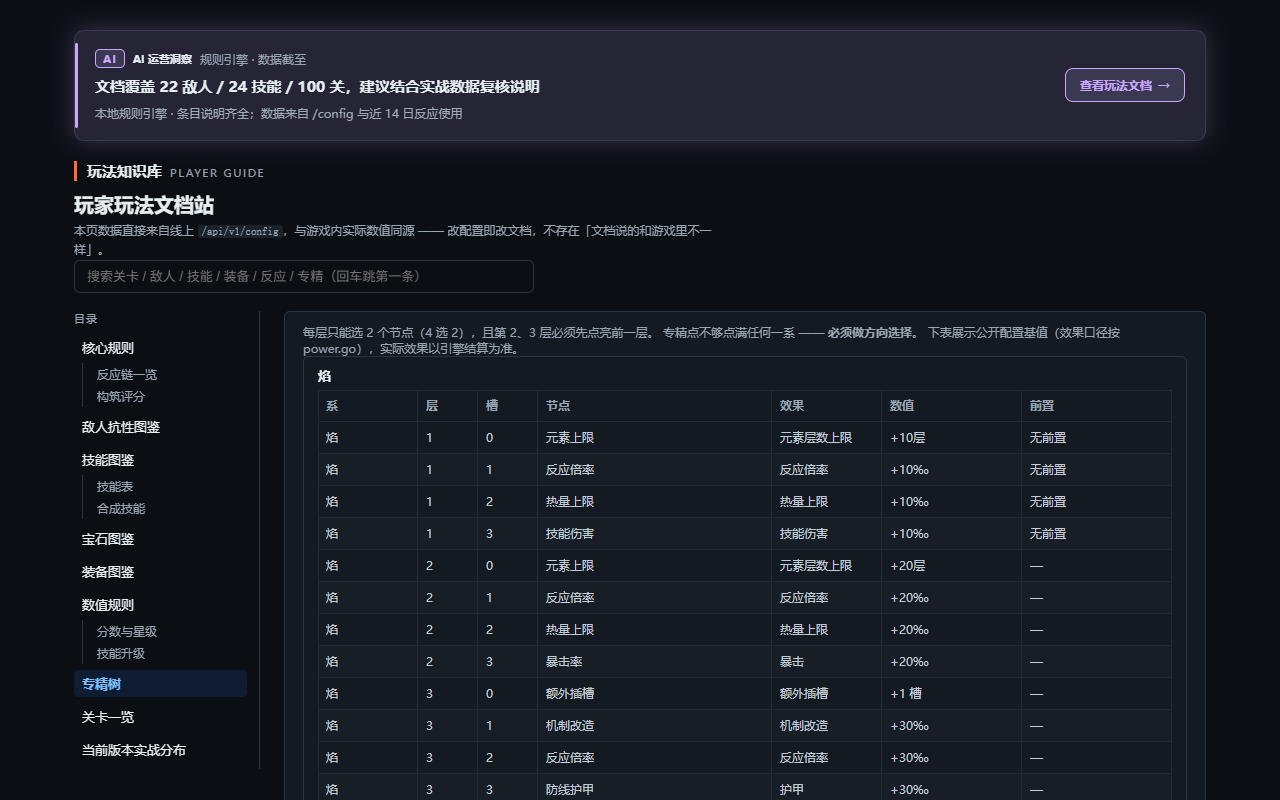 AI AI 运营洞察 规则引擎 · 数据截至
文档覆盖 22 敌人 / 24 技能 / 100 关，建议结合实战数据复核说明
本地规则引擎 · 条目说明齐全；数据来自 /config 与近 14 日反应使用
查看玩法文档 →
玩法知识库 PLAYER GUIDE
玩家玩法文档站
本页数据直接来自线上 /api/v1/config，与游戏内实际数值同源 —— 改配置即改文档，不存在「文档说的和游戏里不一
样」。
搜索关卡 / 敌人 / 技能 / 装备 / 反应 / 专精（回车跳第一条）
目录
核心规则
反应链一览
构筑评分
敌人抗性图鉴
技能图鉴
技能表
合成技能
宝石图鉴
装备图鉴
数值规则
分数与星级
技能升级
专精树
关卡一览
当前版本实战分布
每层只能选 2 个节点（4 选 2），且第 2、3 层必须先点亮前一层。 专精点不够点满任何一系 —— 必须做方向选择。 下表展示公开配置基值（效果口径按
power.go），实际效果以引擎结算为准。
焰
系 层 槽 节点 效果 数值 前置
焰 1 0 元素上限 元素层数上限 +10层 无前置
焰 1 1 反应倍率 反应倍率 +10‰ 无前置
焰 1 2 热量上限 热量上限 +10‰ 无前置
焰 1 3 技能伤害 技能伤害 +10‰ 无前置
焰 2 0 元素上限 元素层数上限 +20层 —
焰 2 1 反应倍率 反应倍率 +20‰ —
焰 2 2 热量上限 热量上限 +20‰ —
焰 2 3 暴击率 暴击 +20‰ —
焰 3 0 额外插槽 额外插槽 +1 槽 —
焰 3 1 机制改造 机制改造 +30‰ —
焰 3 2 反应倍率 反应倍率 +30‰ —
焰 3 3 防线护甲 护甲 +30‰ —